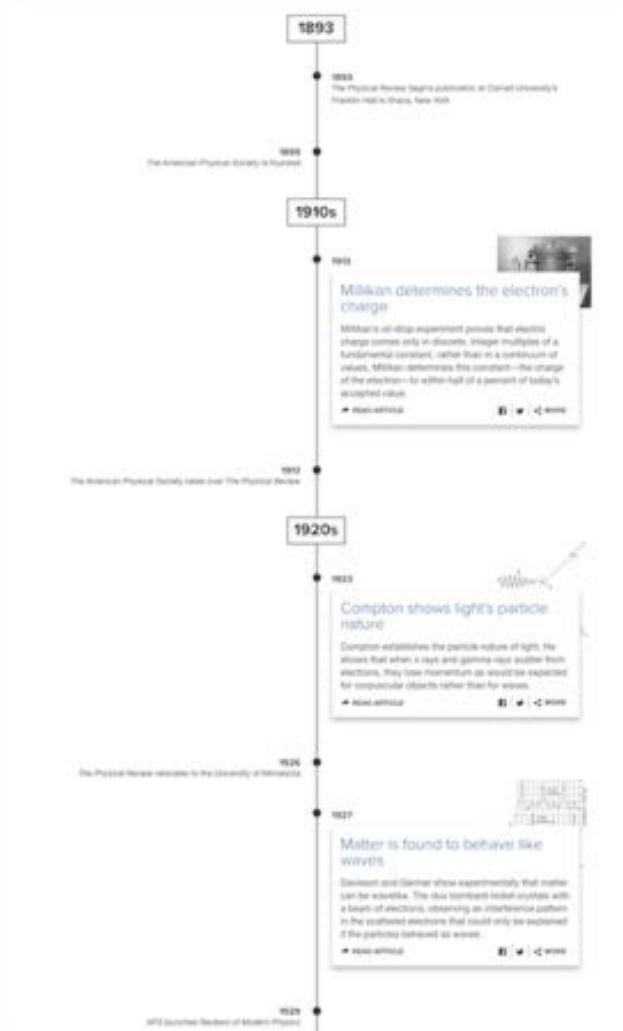 1893
1893
The Physical Review begins publication at Cornell University's
Franklin Hall in Ithaca, New York
1899
The American Physical Society is founded
1910s
1913
Millikan determines the electron's
charge
Millikan's oil-drop experiment proves that electric
charge comes only in discrete, integer multiples of a
fundamental constant, rather than in a continuum of
values. Millikan determines this constant—the charge
of the electron—to within half of a percent of today's
accepted value.
READ ARTICLE
MORE
1913
The American Physical Society takes over The Physical Review
1920s
1923
Compton shows light's particle
nature
Compton establishes the particle nature of light. He
shows that when x rays and gamma rays scatter from
electrons, they lose momentum as would be expected
for corpuscular objects rather than for waves.
READ ARTICLE
MORE
1926
The Physical Review relocates to the University of Minnesota
1927
Matter is found to behave like
waves
Davisson and Germer show experimentally that matter
can be wavelike. The duo bombard nickel crystals with
a beam of electrons, observing an interference pattern
in the scattered electrons that could only be explained
if the particles behaved as waves.
READ ARTICLE
MORE
1929
APS launches Reviews of Modern Physics